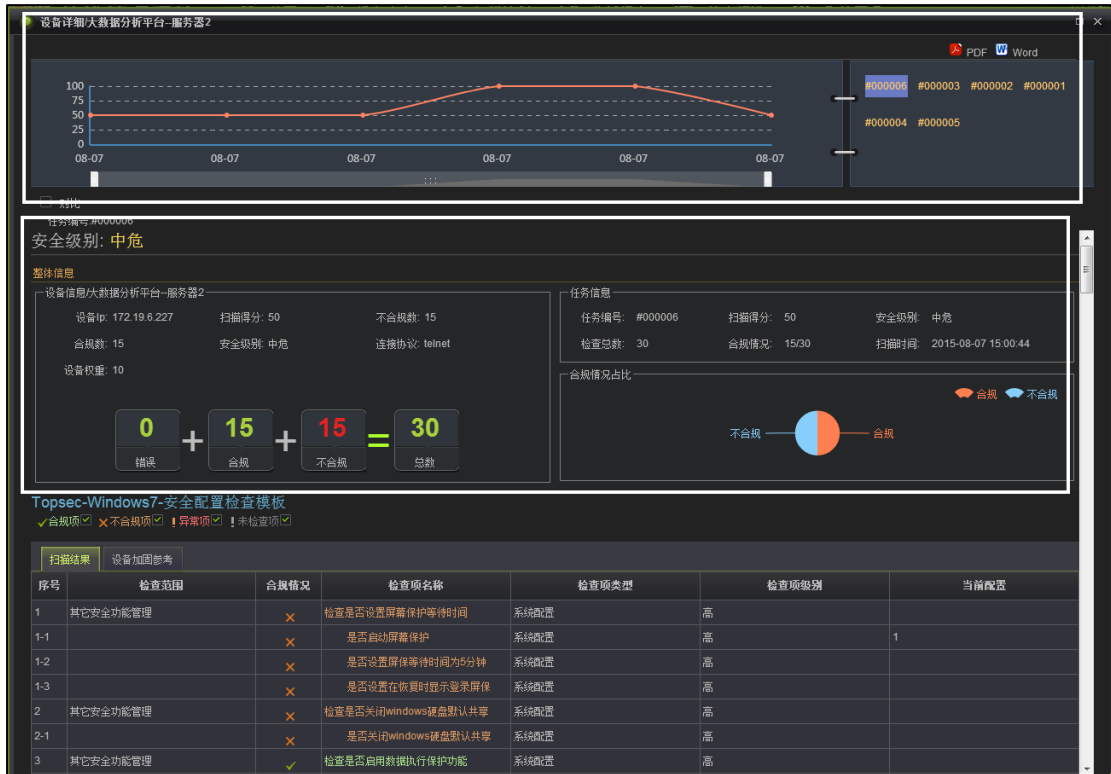 设备详细/大数据分析平台--服务器2
PDF Word
100
75
50
25
0
08-07 08-07 08-07 08-07 08-07 08-07
#000006 #000003 #000002 #000001
#000004 #000005
对比
任务编号:#000006
安全级别: 中危
整体信息
设备信息/大数据分析平台--服务器2
设备Ip: 172.19.6.227 扫描得分: 50 不合规数: 15
合规数: 15 安全级别: 中危 连接协议: telnet
设备权重: 10
0 + 15 + 15 = 30
错误 合规 不合规 总数
任务信息
任务编号: #000006 扫描得分: 50 安全级别: 中危
检查总数: 30 合规情况: 15/30 扫描时间: 2015-08-07 15:00:44
合规情况占比
合规 不合规
不合规 合规
Topsec-Windows7-安全配置检查模板
合规项 不合规项 异常项 未检查项
扫描结果 设备加固参考
序号 检查范围 合规情况 检查项名称 检查项类型 检查项级别 当前配置
1 其它安全功能管理 检查是否设置屏幕保护等待时间 系统配置 高
1-1 是否启动屏幕保护 系统配置 高 1
1-2 是否设置屏保等待时间为5分钟 系统配置 高
1-3 是否设置在恢复时显示登录屏保 系统配置 高
2 其它安全功能管理 检查是否关闭windows硬盘默认共享 系统配置 高
2-1 是否关闭windows硬盘默认共享 系统配置 高
3 其它安全功能管理 检查是否启用数据执行保护功能 系统配置 高